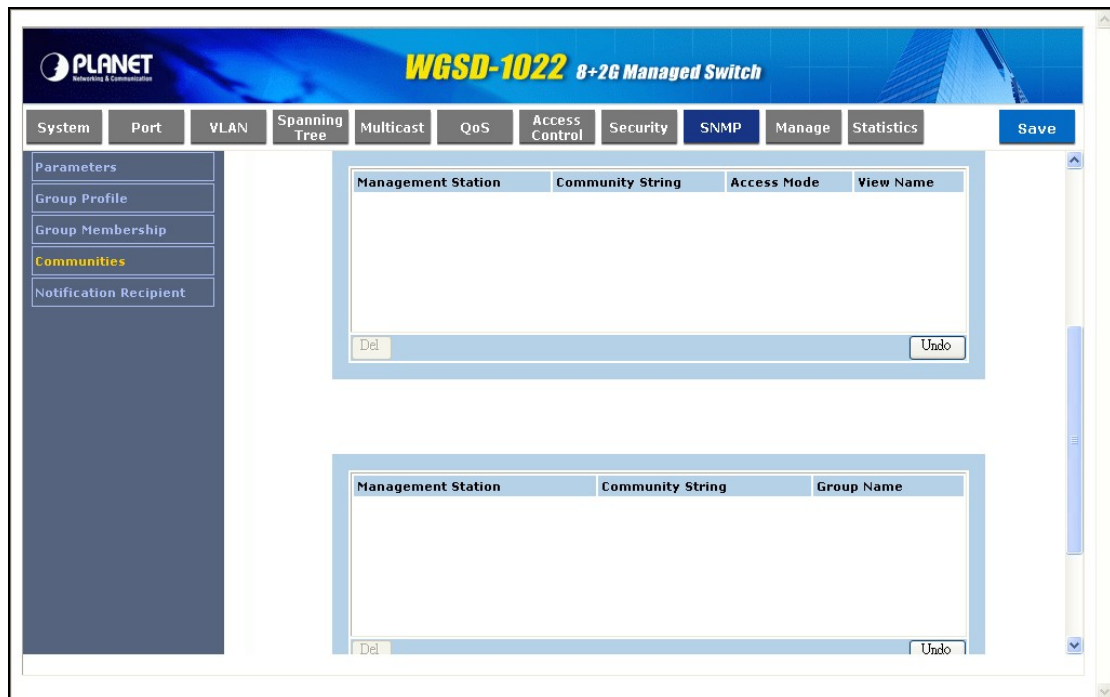 PLANET
Networking & Communication
WGSD-1022 8+2G Managed Switch
System
Port
VLAN
Spanning
Tree
Multicast
QoS
Access
Control
Security
SNMP
Manage
Statistics
Save
Parameters
Group Profile
Group Membership
Communities
Notification Recipient
Management Station Community String Access Mode View Name
Del
Undo
Management Station Community String Group Name
Del
Undo